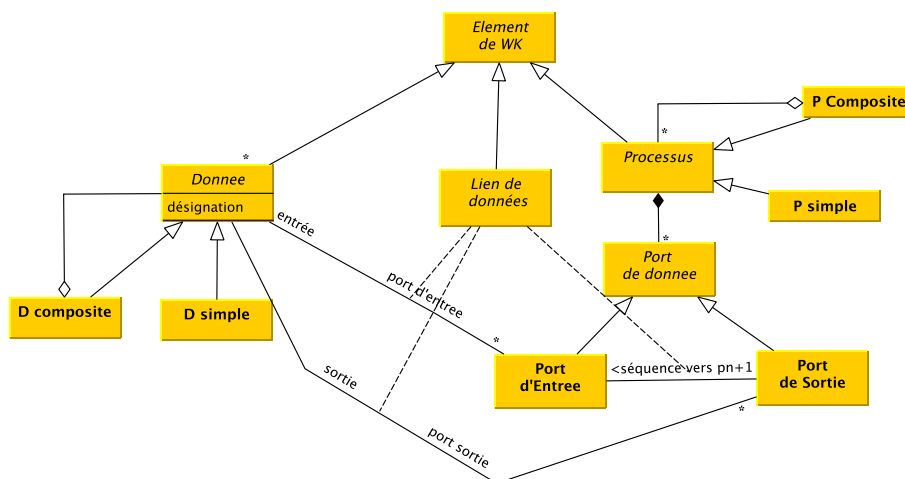 Element
de WK
P Composite
*
*
Processus
Donnee
Lien de
données
P simple
désignation
entrée
*
Port
de donnee
port d'entree
D composite
D simple
*
Port
d'Entree
<séquence vers pn+1
Port
de Sortie
sortie
*
port sortie